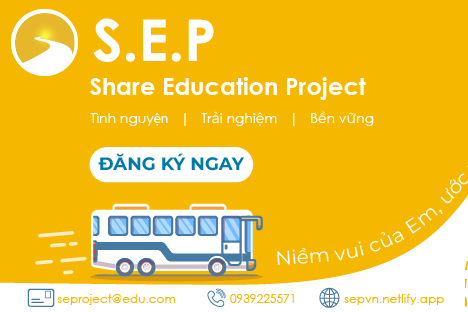 S.E.P
Share Education Project
Tình nguyện | Trải nghiệm | Bền vững
ĐĂNG KÝ NGAY
Niềm vui của Em, ước
seproject@edu.com 0939225571 sepvn.netlify.app